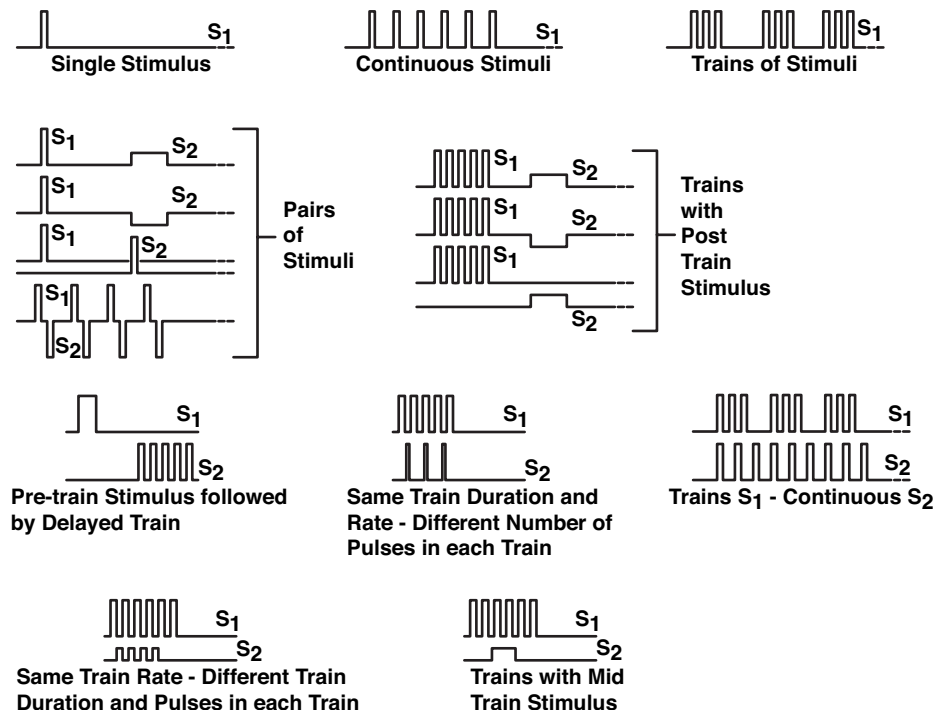 S1
Single Stimulus
S1
Continuous Stimuli
S1
Trains of Stimuli
S1
S2
S1
S2
S1
S2
S1
S2
Pairs
of
Stimuli
S1
S2
S1
S2
S1
S2
Trains
with
Post
Train
Stimulus
S1
S2
Pre-train Stimulus followed
by Delayed Train
S1
S2
Same Train Duration and
Rate - Different Number of
Pulses in each Train
S1
S2
Trains S1 - Continuous S2
S1
S2
Same Train Rate - Different Train
Duration and Pulses in each Train
S1
S2
Trains with Mid
Train Stimulus